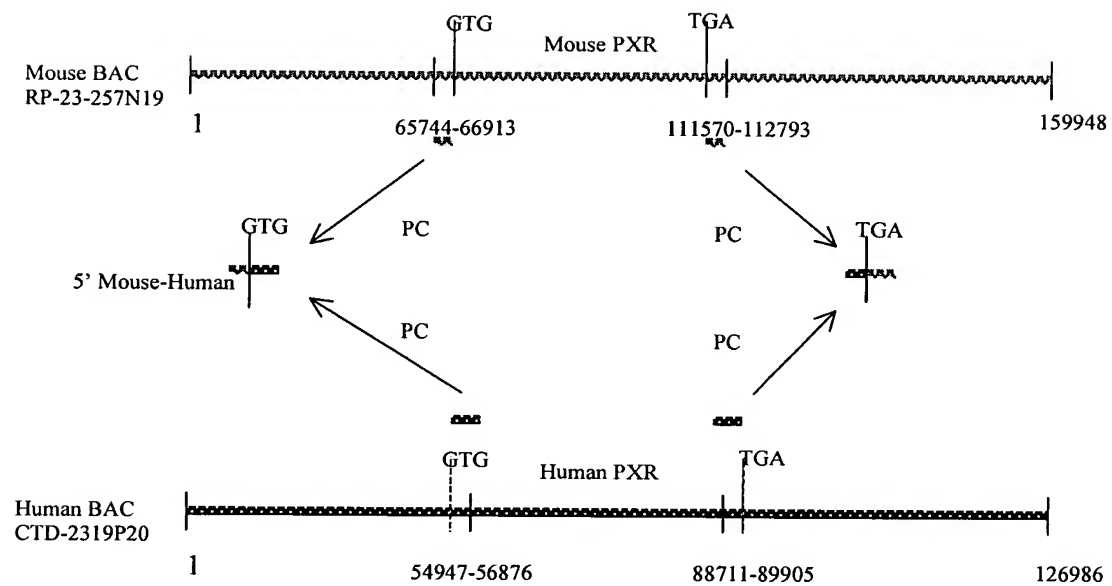 GTG
TGA
Mouse PXR
Mouse BAC
RP-23-257N19
1
65744-66913
111570-112793
159948
GTG
PC
PC
TGA
5' Mouse-Human
PC
PC
GTG
Human PXR
TGA
Human BAC
CTD-2319P20
1
54947-56876
88711-89905
126986